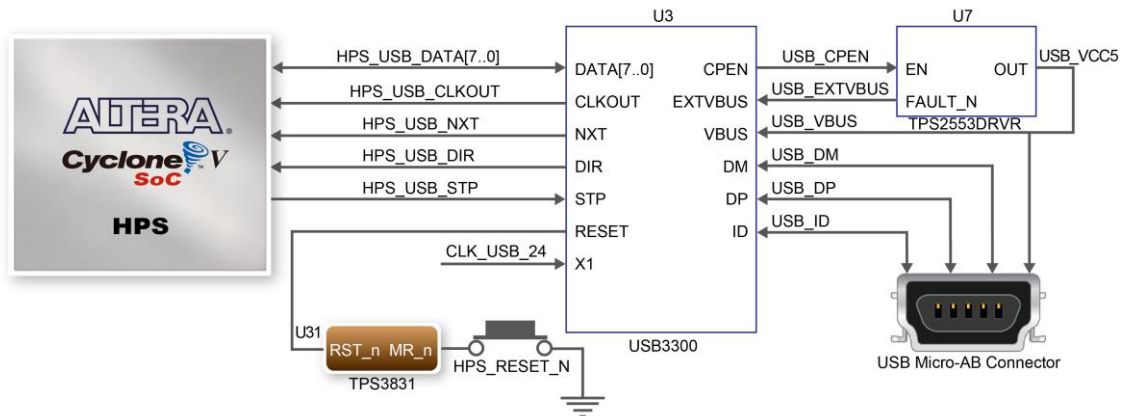 U3
U7
HPS_USB_DATA[7..0]
DATA[7..0]
CPEN
USB_CPEN
EN
OUT
USB_VCC5
HPS_USB_CLKOUT
CLKOUT
EXTVBUS
USB_EXTVBUS
FAULT_N
ALTERA®
HPS_USB_NXT
NXT
VBUS
USB_VBUS
TPS2553DRVR
Cyclone™ V
SoC
HPS_USB_DIR
DIR
DM
USB_DM
HPS_USB_STP
STP
DP
USB_DP
HPS
RESET
ID
USB_ID
CLK_USB_24
X1
U31
RST_n MR_n
TPS3831
HPS_RESET_N
USB3300
USB Micro-AB Connector